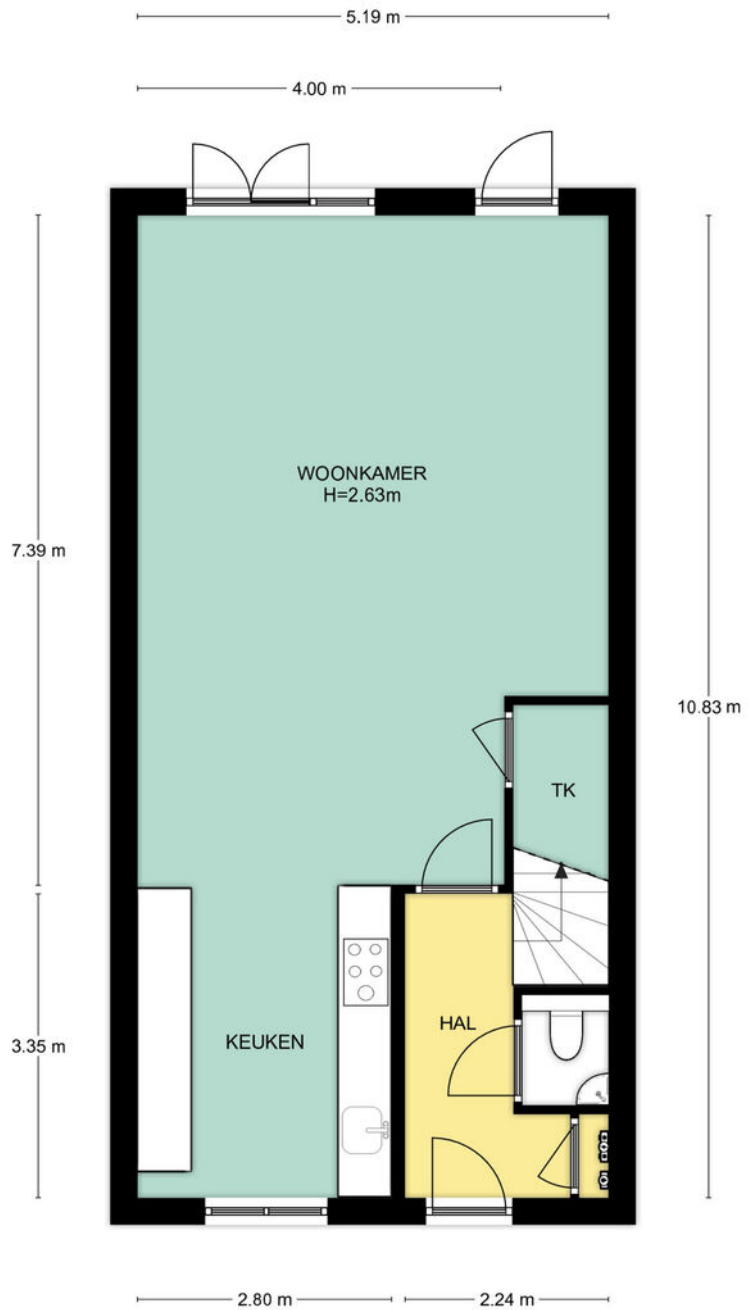 5.19 m
4.00 m
WOONKAMER
H=2.63m
7.39 m
10.83 m
TK
HAL
KEUKEN
3.35 m
2.80 m
2.24 m